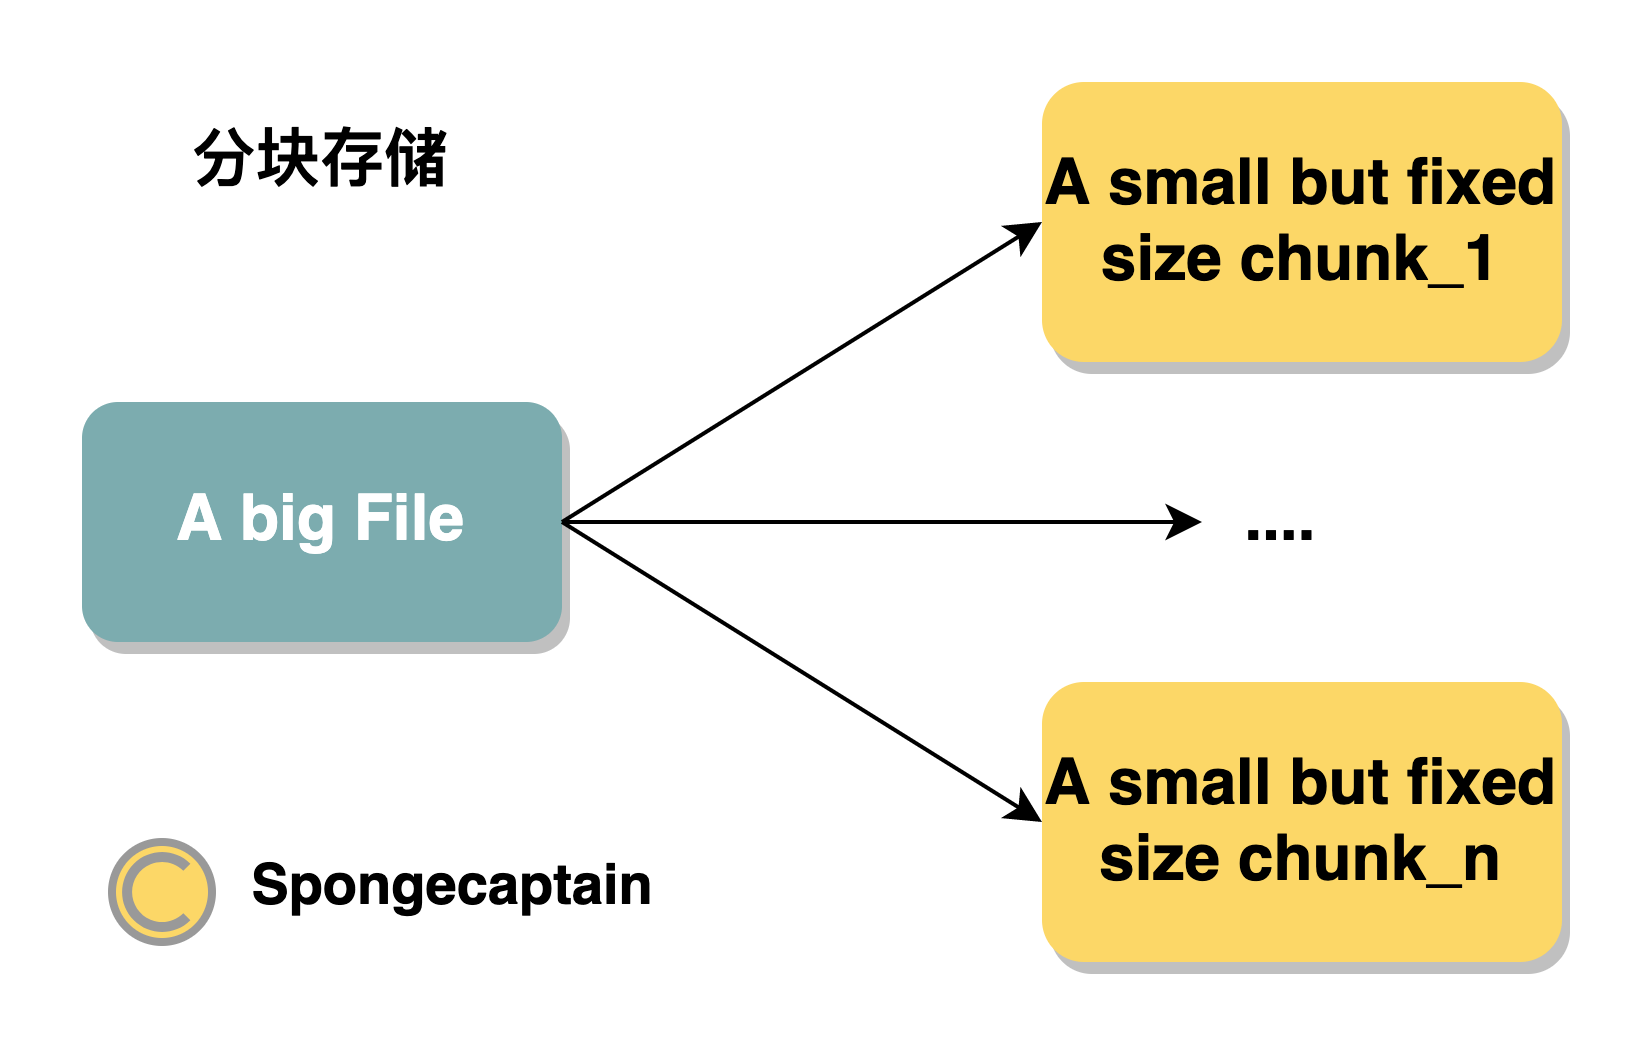 分块存储
A small but fixed
size chunk_1
A big File
....
A small but fixed
size chunk_n
C
Spongecaptain